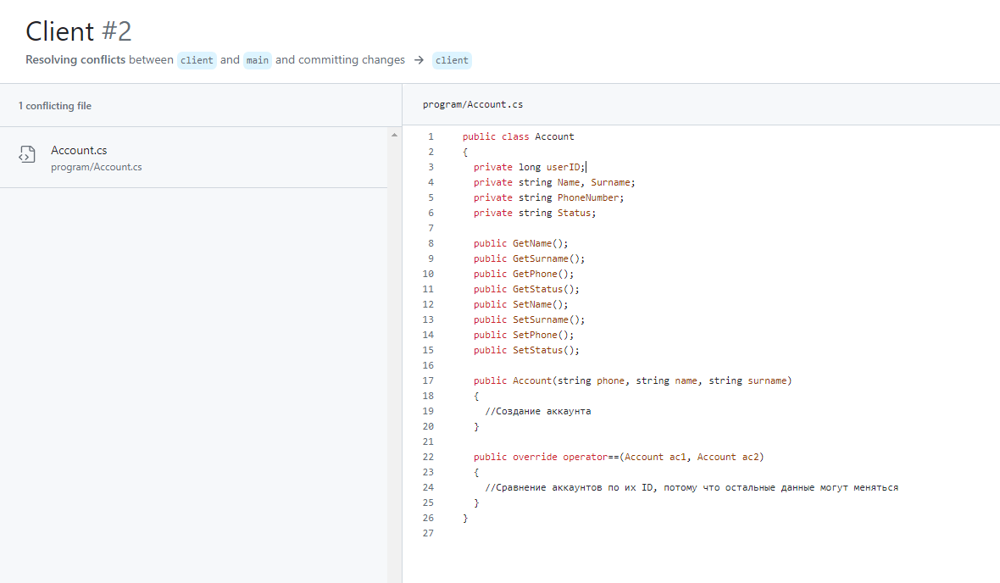 Client #2
Resolving conflicts between client and main and committing changes → client
1 conflicting file
Account.cs
program/Account.cs
program/Account.cs
1 public class Account
2 {
3 private long userID;
4 private string Name, Surname;
5 private string PhoneNumber;
6 private string Status;
7
8 public GetName();
9 public GetSurname();
10 public GetPhone();
11 public GetStatus();
12 public SetName();
13 public SetSurname();
14 public SetPhone();
15 public SetStatus();
16
17 public Account(string phone, string name, string surname)
18 {
19 //Создание аккаунта
20 }
21
22 public override operator==(Account ac1, Account ac2)
23 {
24 //Сравнение аккаунтов по их ID, потому что остальные данные могут меняться
25 }
26 }
27